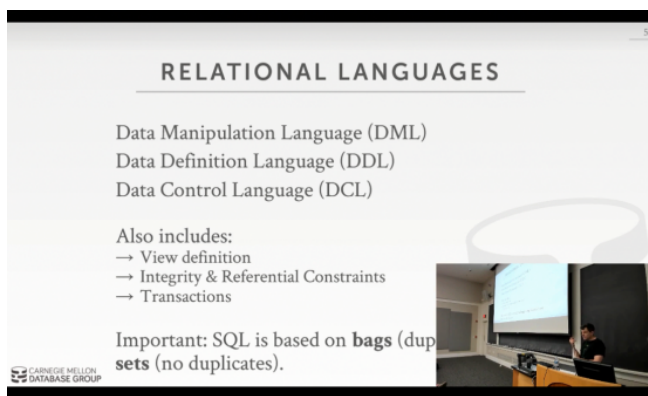 5
RELATIONAL LANGUAGES
Data Manipulation Language (DML)
Data Definition Language (DDL)
Data Control Language (DCL)
Also includes:
→ View definition
→ Integrity & Referential Constraints
→ Transactions
Important: SQL is based on bags (dup
sets (no duplicates).
CARNEGIE MELLON
DATABASE GROUP